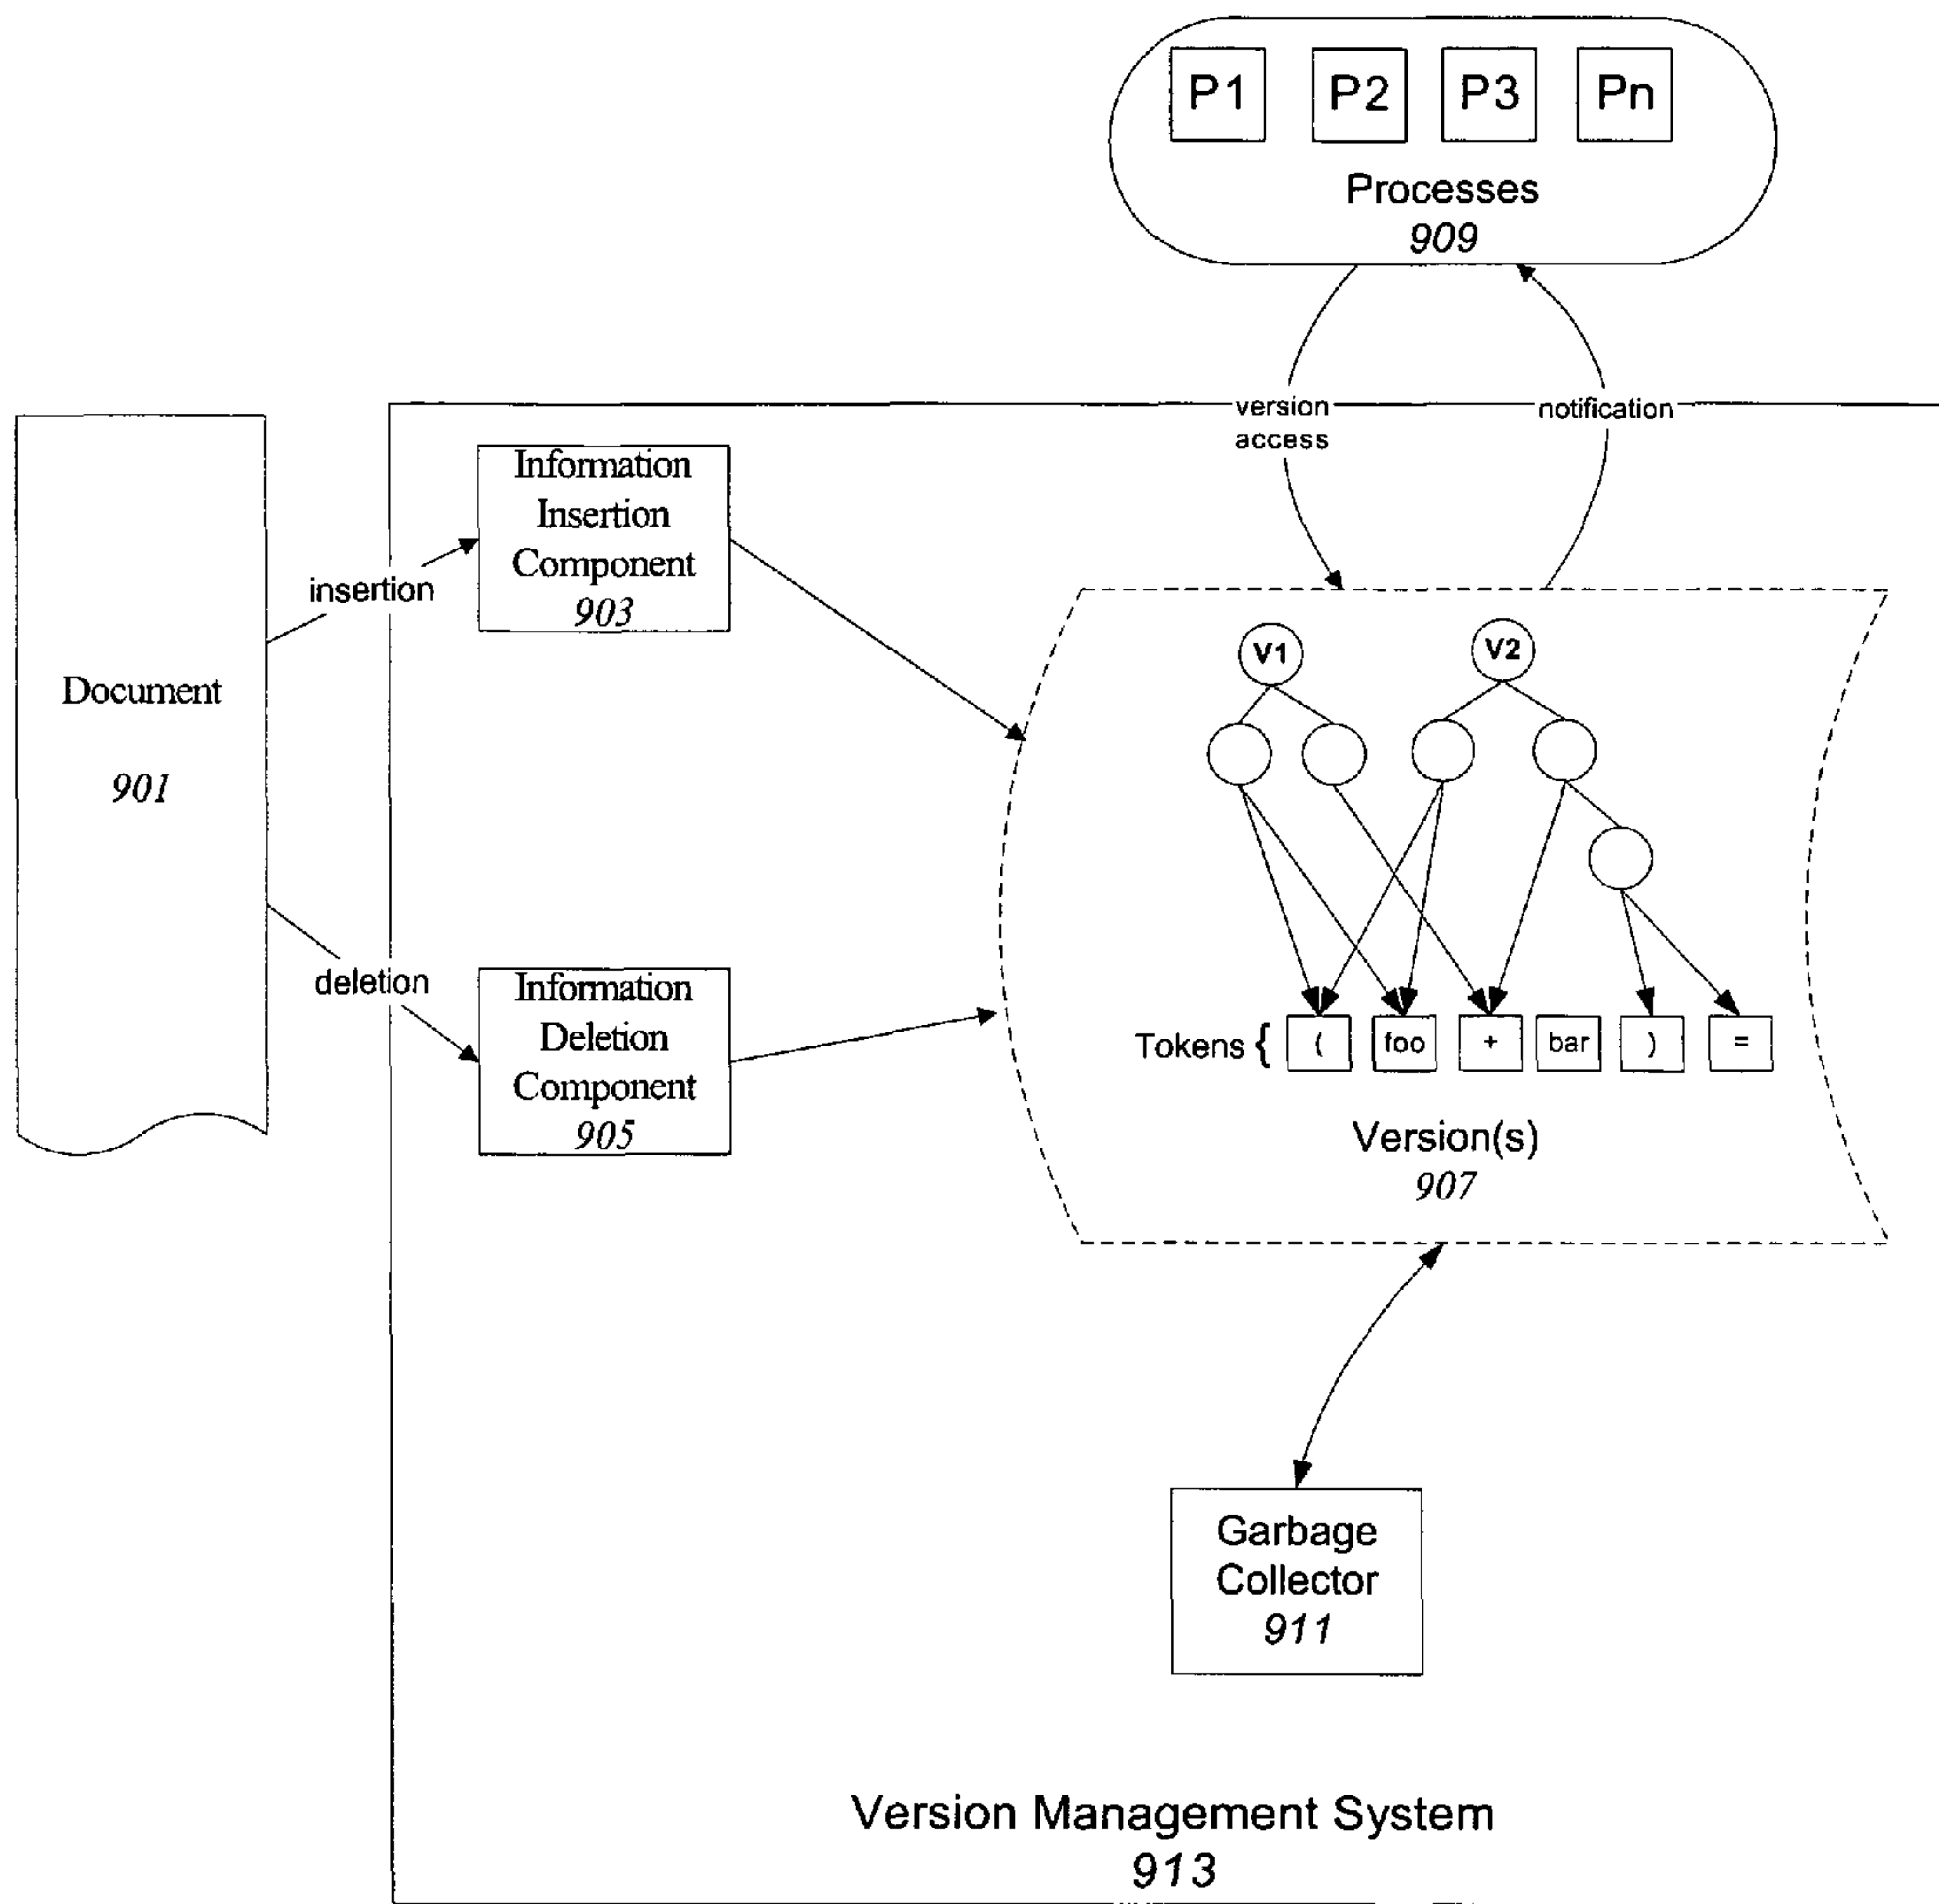 P1 P2 P3 Pn
Processes
909
version
access
notification
Information
Insertion
Component
903
insertion
Document
901
V1 V2
deletion
Information
Deletion
Component
905
Tokens { ( foo + bar ) =
Version(s)
907
Garbage
Collector
911
Version Management System
913